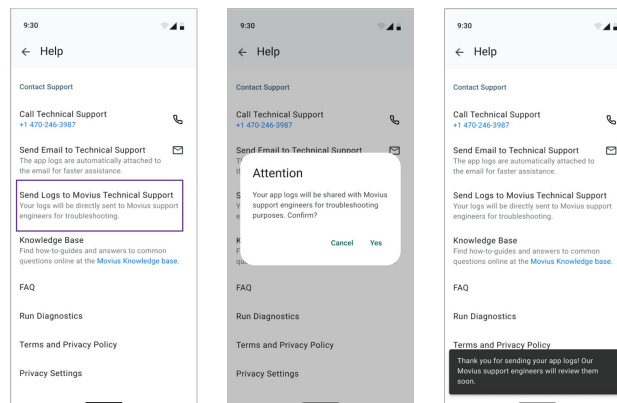 9:30
Help
Contact Support
Call Technical Support
+1 470-246-3987
Send Email to Technical Support
The app logs are automatically attached to
the email for faster assistance.
Send Logs to Movius Technical Support
Your logs will be directly sent to Movius support
engineers for troubleshooting.
Knowledge Base
Find how-to-guides and answers to common
questions online at the Movius Knowledge base.
FAQ
Run Diagnostics
Terms and Privacy Policy
Privacy Settings
9:30
Help
Contact Support
Call Technical Support
+1 470-246-3987
Send Email to Technical Support
Attention
Your app logs will be shared with Movius
support engineers for troubleshooting
purposes. Confirm?
Cancel Yes
FAQ
Run Diagnostics
Terms and Privacy Policy
Privacy Settings
9:30
Help
Contact Support
Call Technical Support
+1 470-246-3987
Send Email to Technical Support
The app logs are automatically attached to
the email for faster assistance.
Send Logs to Movius Technical Support
Your logs will be directly sent to Movius support
engineers for troubleshooting.
Knowledge Base
Find how-to-guides and answers to common
questions online at the Movius Knowledge base.
FAQ
Run Diagnostics
Terms and Privacy Policy
Thank you for sending your app logs! Our
Movius support engineers will review them
soon.